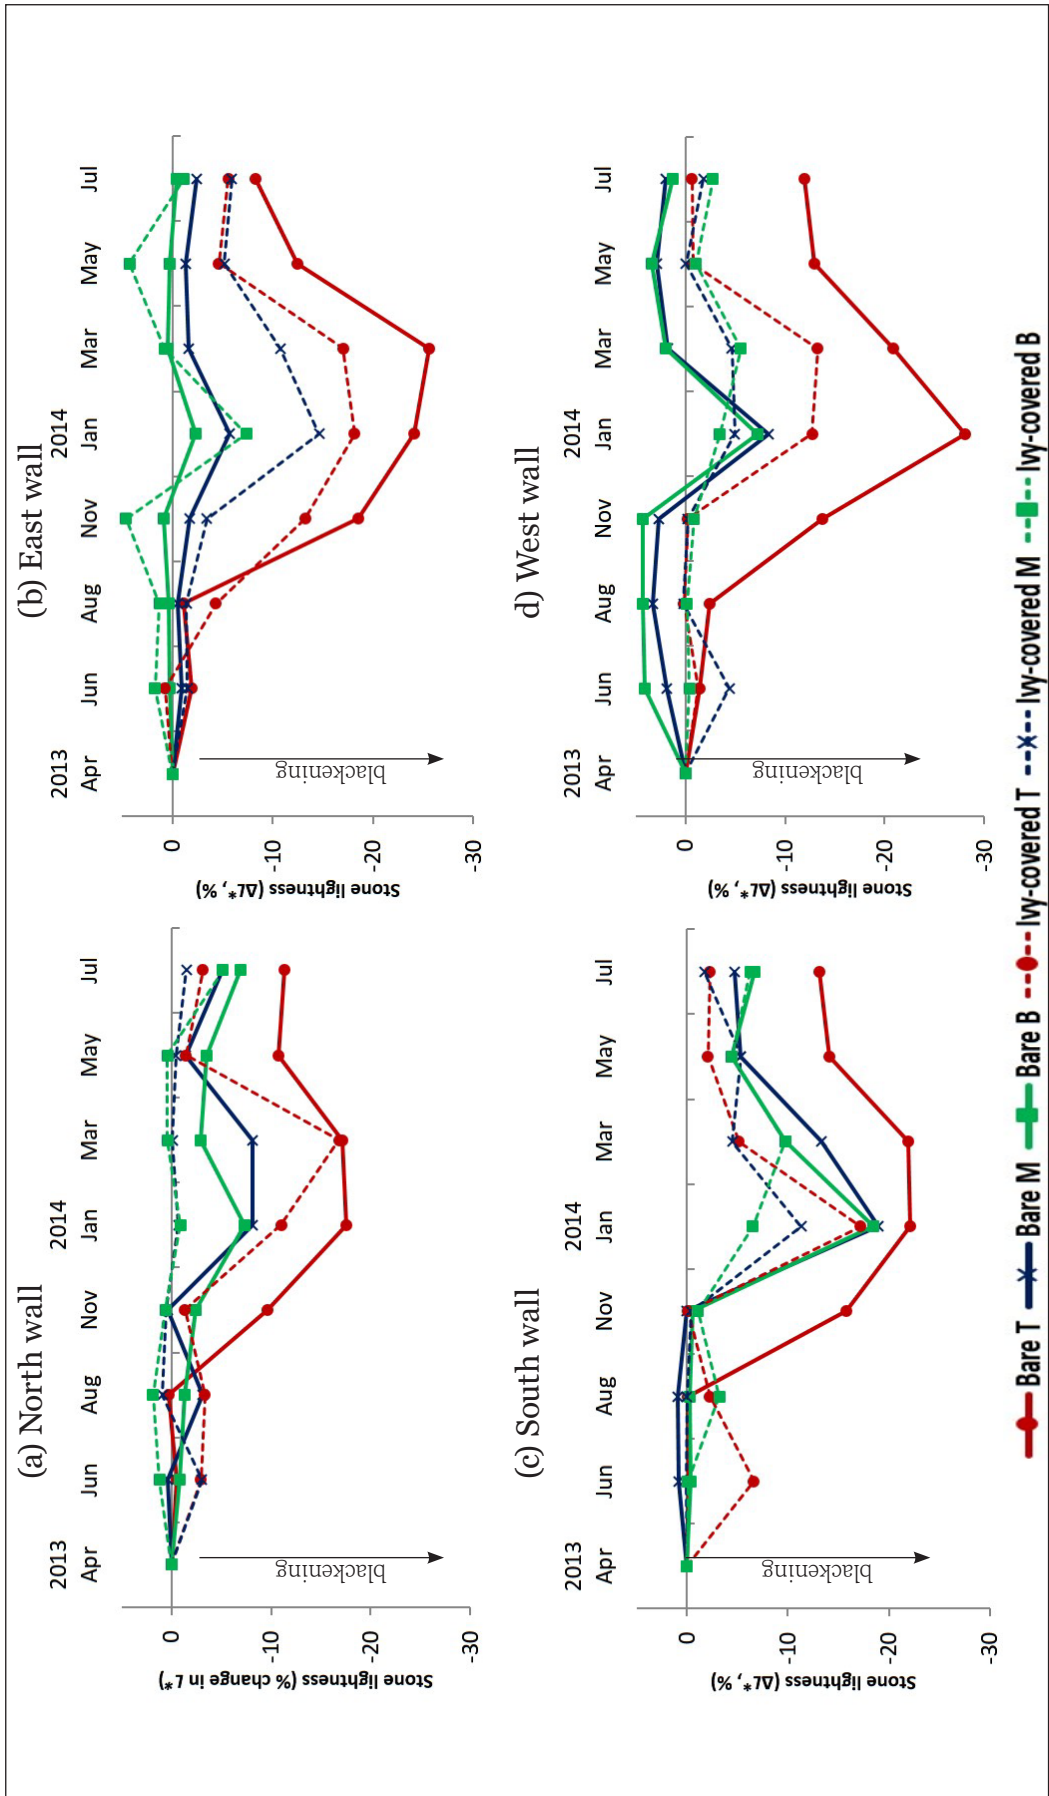 (a) North wall
2013
2014
Apr
Jun
Aug
Nov
Jan
Mar
May
Jul
0
-10
-20
-30
Stone lightness (% change in L*)
blackening
(b) East wall
2013
2014
Apr
Jun
Aug
Nov
Jan
Mar
May
Jul
0
-10
-20
-30
Stone lightness (ΔL*, %)
blackening
(c) South wall
2013
2014
Apr
Jun
Aug
Nov
Jan
Mar
May
Jul
0
-10
-20
-30
Stone lightness (ΔL*, %)
blackening
d) West wall
2013
2014
Apr
Jun
Aug
Nov
Jan
Mar
May
Jul
0
-10
-20
-30
Stone lightness (ΔL*, %)
blackening
Bare T Bare M Bare B Ivy-covered T Ivy-covered M Ivy-covered B